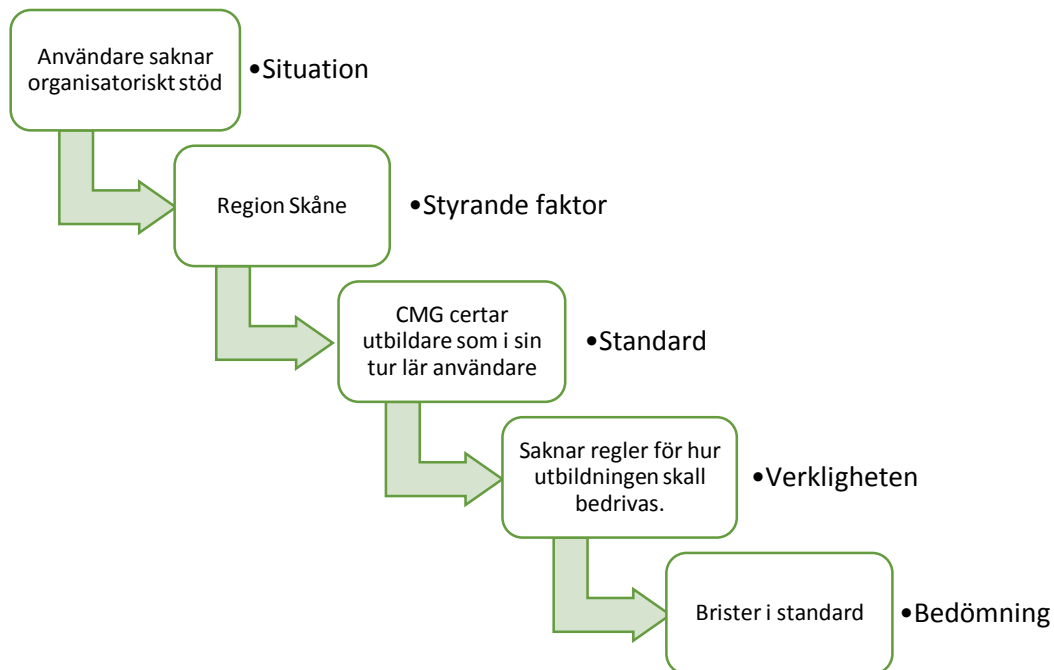 Användare saknar
organisatoriskt stöd
•Situation
Region Skåne
•Styrande faktor
CMG certar
utbildare som i sin
tur lär användare
•Standard
Saknar regler för hur
utbildningen skall
bedrivas.
•Verkligheten
Brister i standard
•Bedömning